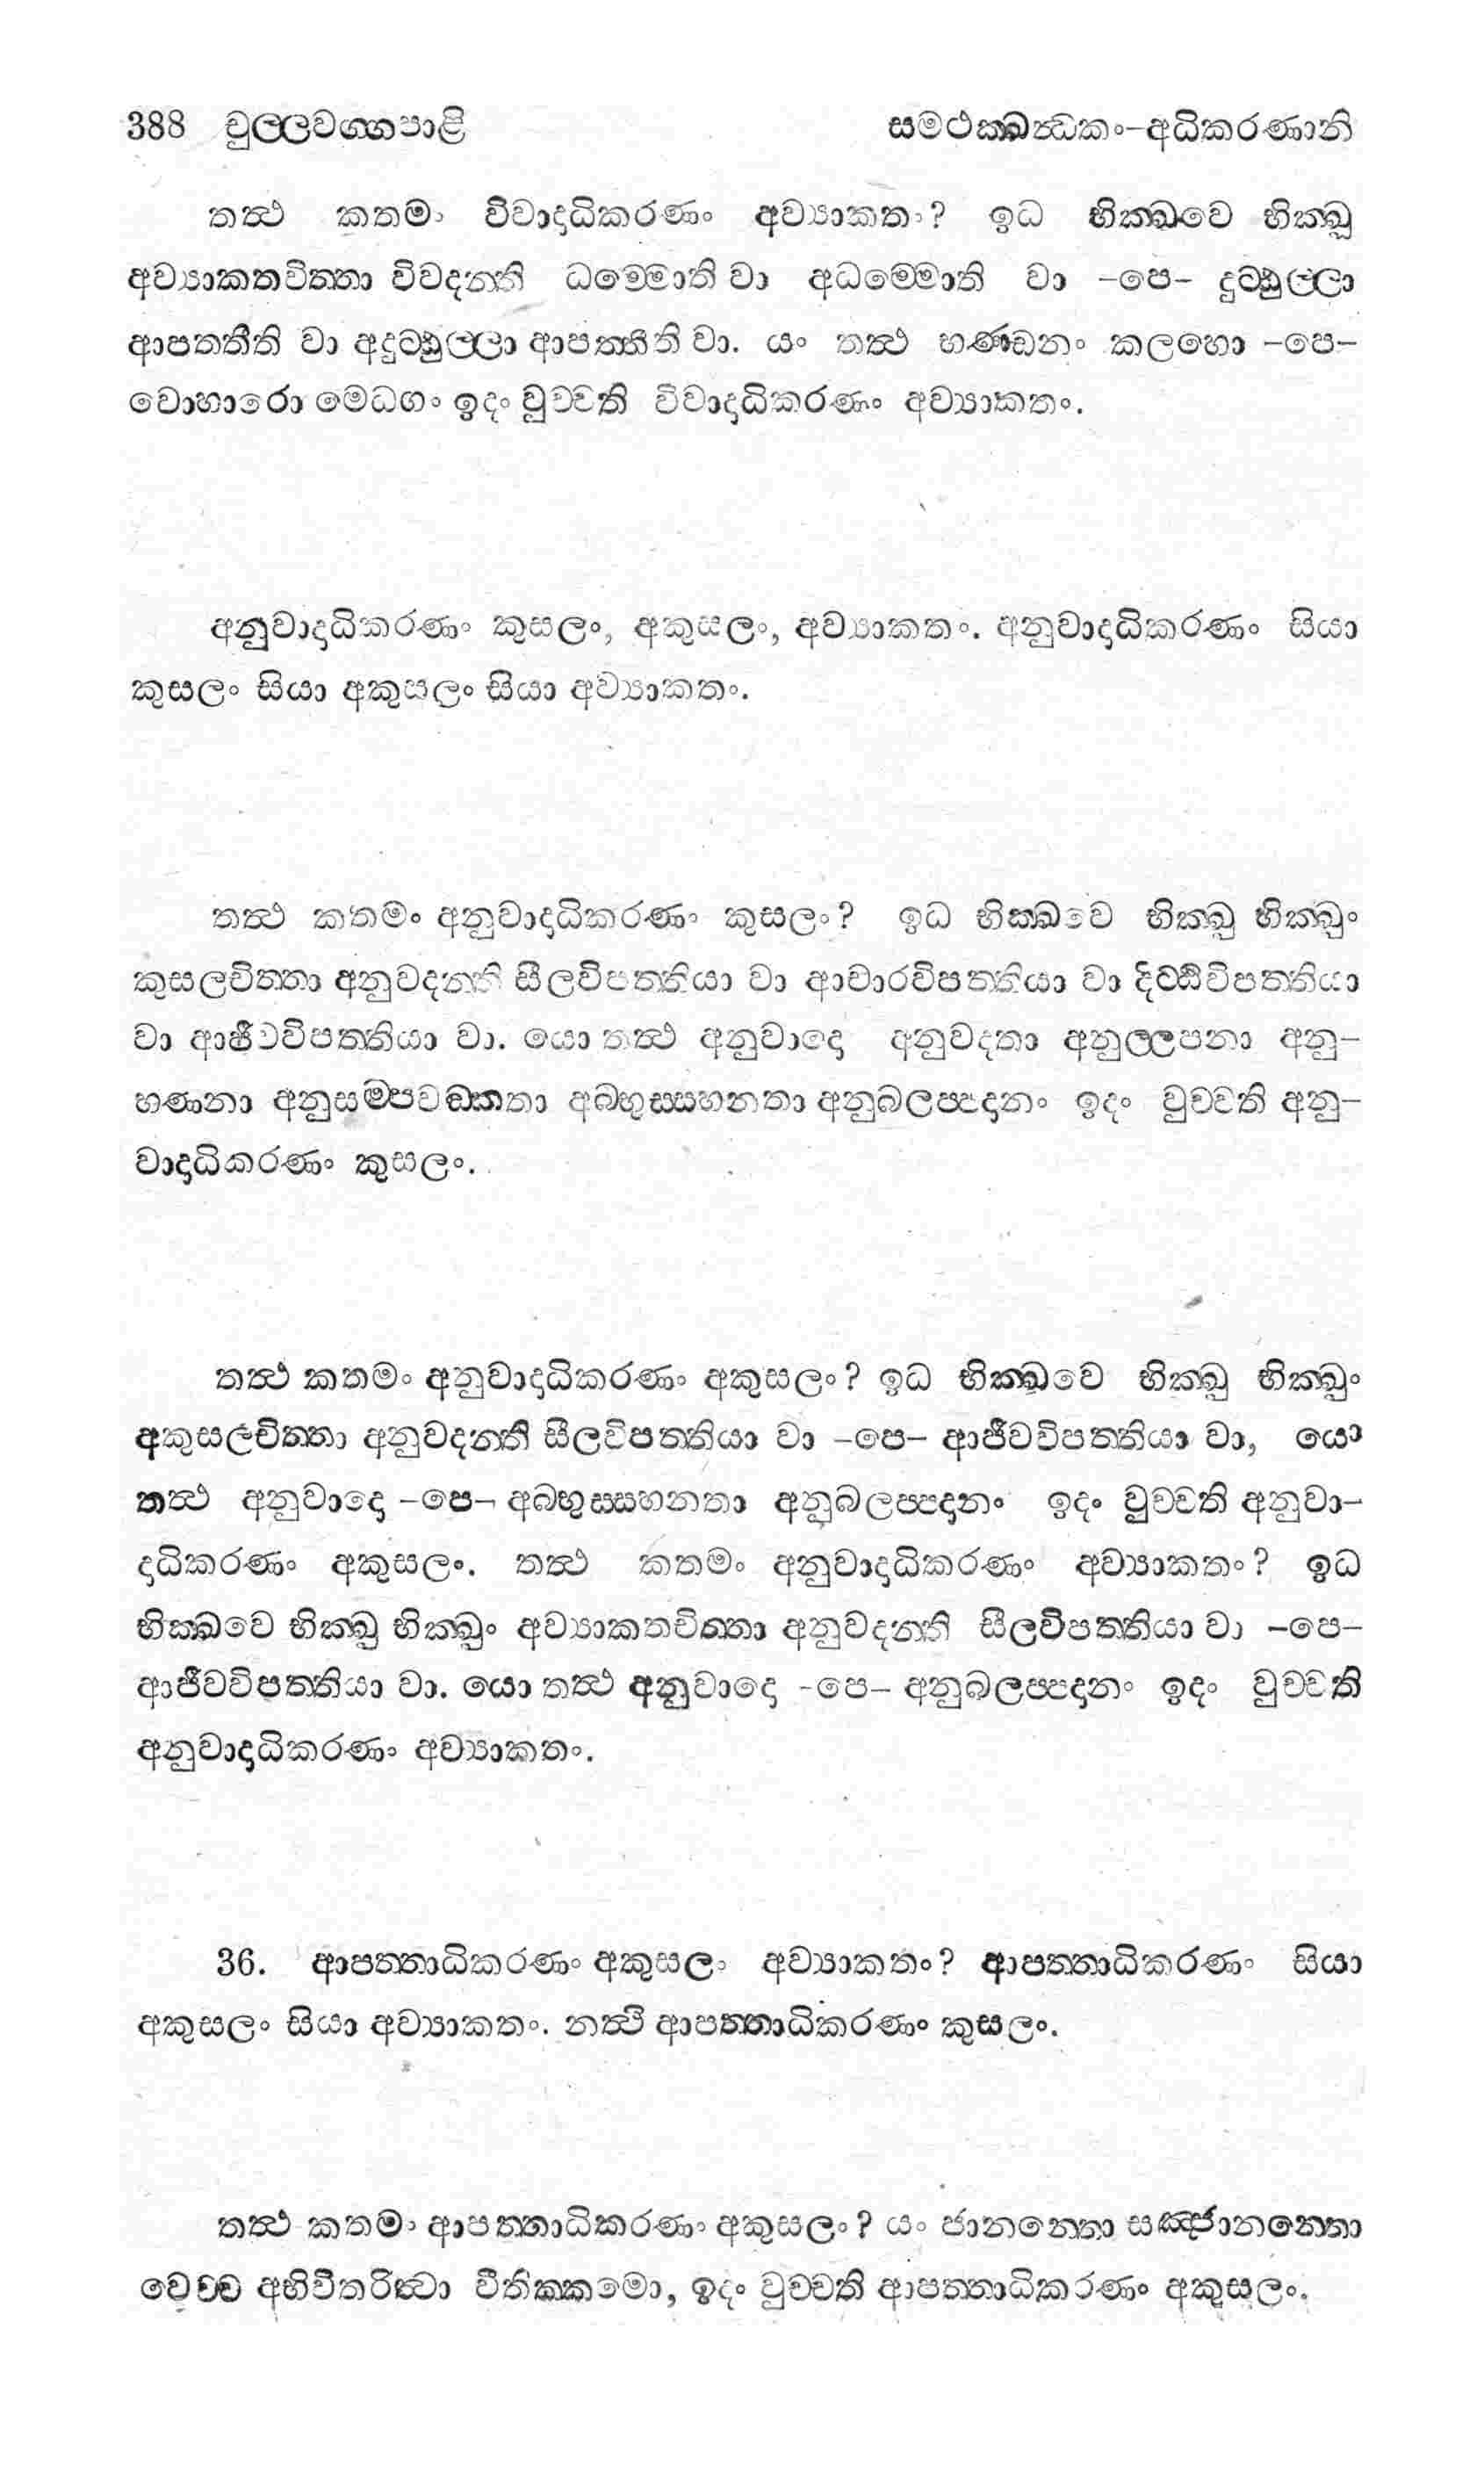 388 චුල්ලවග්ගපාළි සමථක්ඛන්ධකං-අධිකරණානි
තත්ථ කතමං විවාදාධිකරණං අව්‍යාකතං? ඉධ භික්ඛවෙ භික්ඛූ
අව්‍යාකතචිත්තා විවදන්ති ධම්මොති වා අධම්මොති වා -පෙ- දුට්ඨුල්ලා
ආපත්තීති වා අදුට්ඨුල්ලා ආපත්තීති වා. යං තත්ථ භණ්ඩනං කලහො -පෙ-
වොහාරො මෙධගං ඉදං වුච්චති විවාදාධිකරණං අව්‍යාකතං.
අනුවාදාධිකරණං කුසලං, අකුසලං, අව්‍යාකතං. අනුවාදාධිකරණං සියා
කුසලං සියා අකුසලං සියා අව්‍යාකතං.
තත්ථ කතමං අනුවාදාධිකරණං කුසලං? ඉධ භික්ඛවෙ භික්ඛු භික්ඛුං
කුසලචිත්තා අනුවදන්ති සීලවිපත්තියා වා ආචාරවිපත්තියා වා දිට්ඨිවිපත්තියා
වා ආජීවවිපත්තියා වා. යො තත්ථ අනුවාදො අනුවදතා අනුල්ලපනා අනු-
භණනා අනුසම්පවඞ්කතා අබ්භුස්සහනතා අනුබලප්පදානං ඉදං වුච්චති අනු-
වාදාධිකරණං කුසලං.
තත්ථ කතමං අනුවාදාධිකරණං අකුසලං? ඉධ භික්ඛවෙ භික්ඛු භික්ඛුං
අකුසලචිත්තා අනුවදන්ති සීලවිපත්තියා වා -පෙ- ආජීවවිපත්තියා වා, යො
තත්ථ අනුවාදො -පෙ- අබ්භුස්සහනතා අනුබලප්පදානං ඉදං වුච්චති අනුවා-
දාධිකරණං අකුසලං. තත්ථ කතමං අනුවාදාධිකරණං අව්‍යාකතං? ඉධ
භික්ඛවෙ භික්ඛු භික්ඛුං අව්‍යාකතචිත්තා අනුවදන්ති සීලවිපත්තියා වා -පෙ-
ආජීවවිපත්තියා වා. යො තත්ථ අනුවාදො -පෙ- අනුබලප්පදානං ඉදං වුච්චති
අනුවාදාධිකරණං අව්‍යාකතං.
36. ආපත්තාධිකරණං අකුසලං අව්‍යාකතං? ආපත්තාධිකරණං සියා
අකුසලං සියා අව්‍යාකතං. නත්ථි ආපත්තාධිකරණං කුසලං.
තත්ථ කතමං ආපත්තාධිකරණං අකුසලං? යං ජානන්තො සඤ්ජානන්තො
චෙච්ච අභිවිතරිත්වා වීතික්කමො, ඉදං වුච්චති ආපත්තාධිකරණං අකුසලං.